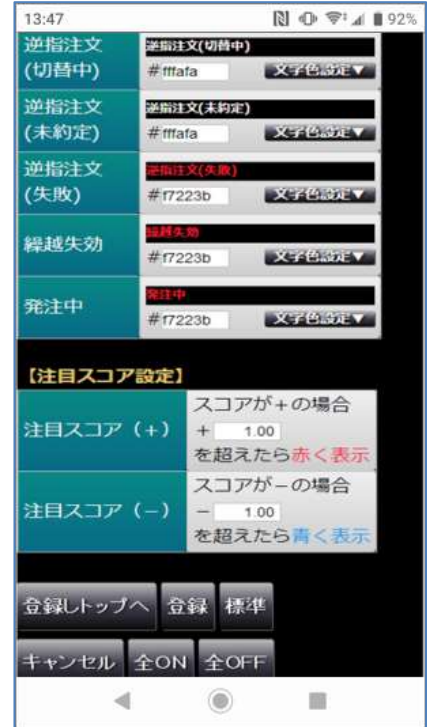 13:47 92%
逆指注文
(切替中)
逆指注文(切替中)
#fffafa 文字色設定▼
逆指注文
(未約定)
逆指注文(未約定)
#fffafa 文字色設定▼
逆指注文
(失敗)
逆指注文(失敗)
#f7223b 文字色設定▼
繰越失効
繰越失効
#f7223b 文字色設定▼
発注中
発注中
#f7223b 文字色設定▼
【注目スコア設定】
注目スコア（+）
スコアが+の場合
+ 1.00
を超えたら赤く表示
注目スコア（−）
スコアが−の場合
− 1.00
を超えたら青く表示
登録しトップへ 登録 標準
キャンセル 全ON 全OFF